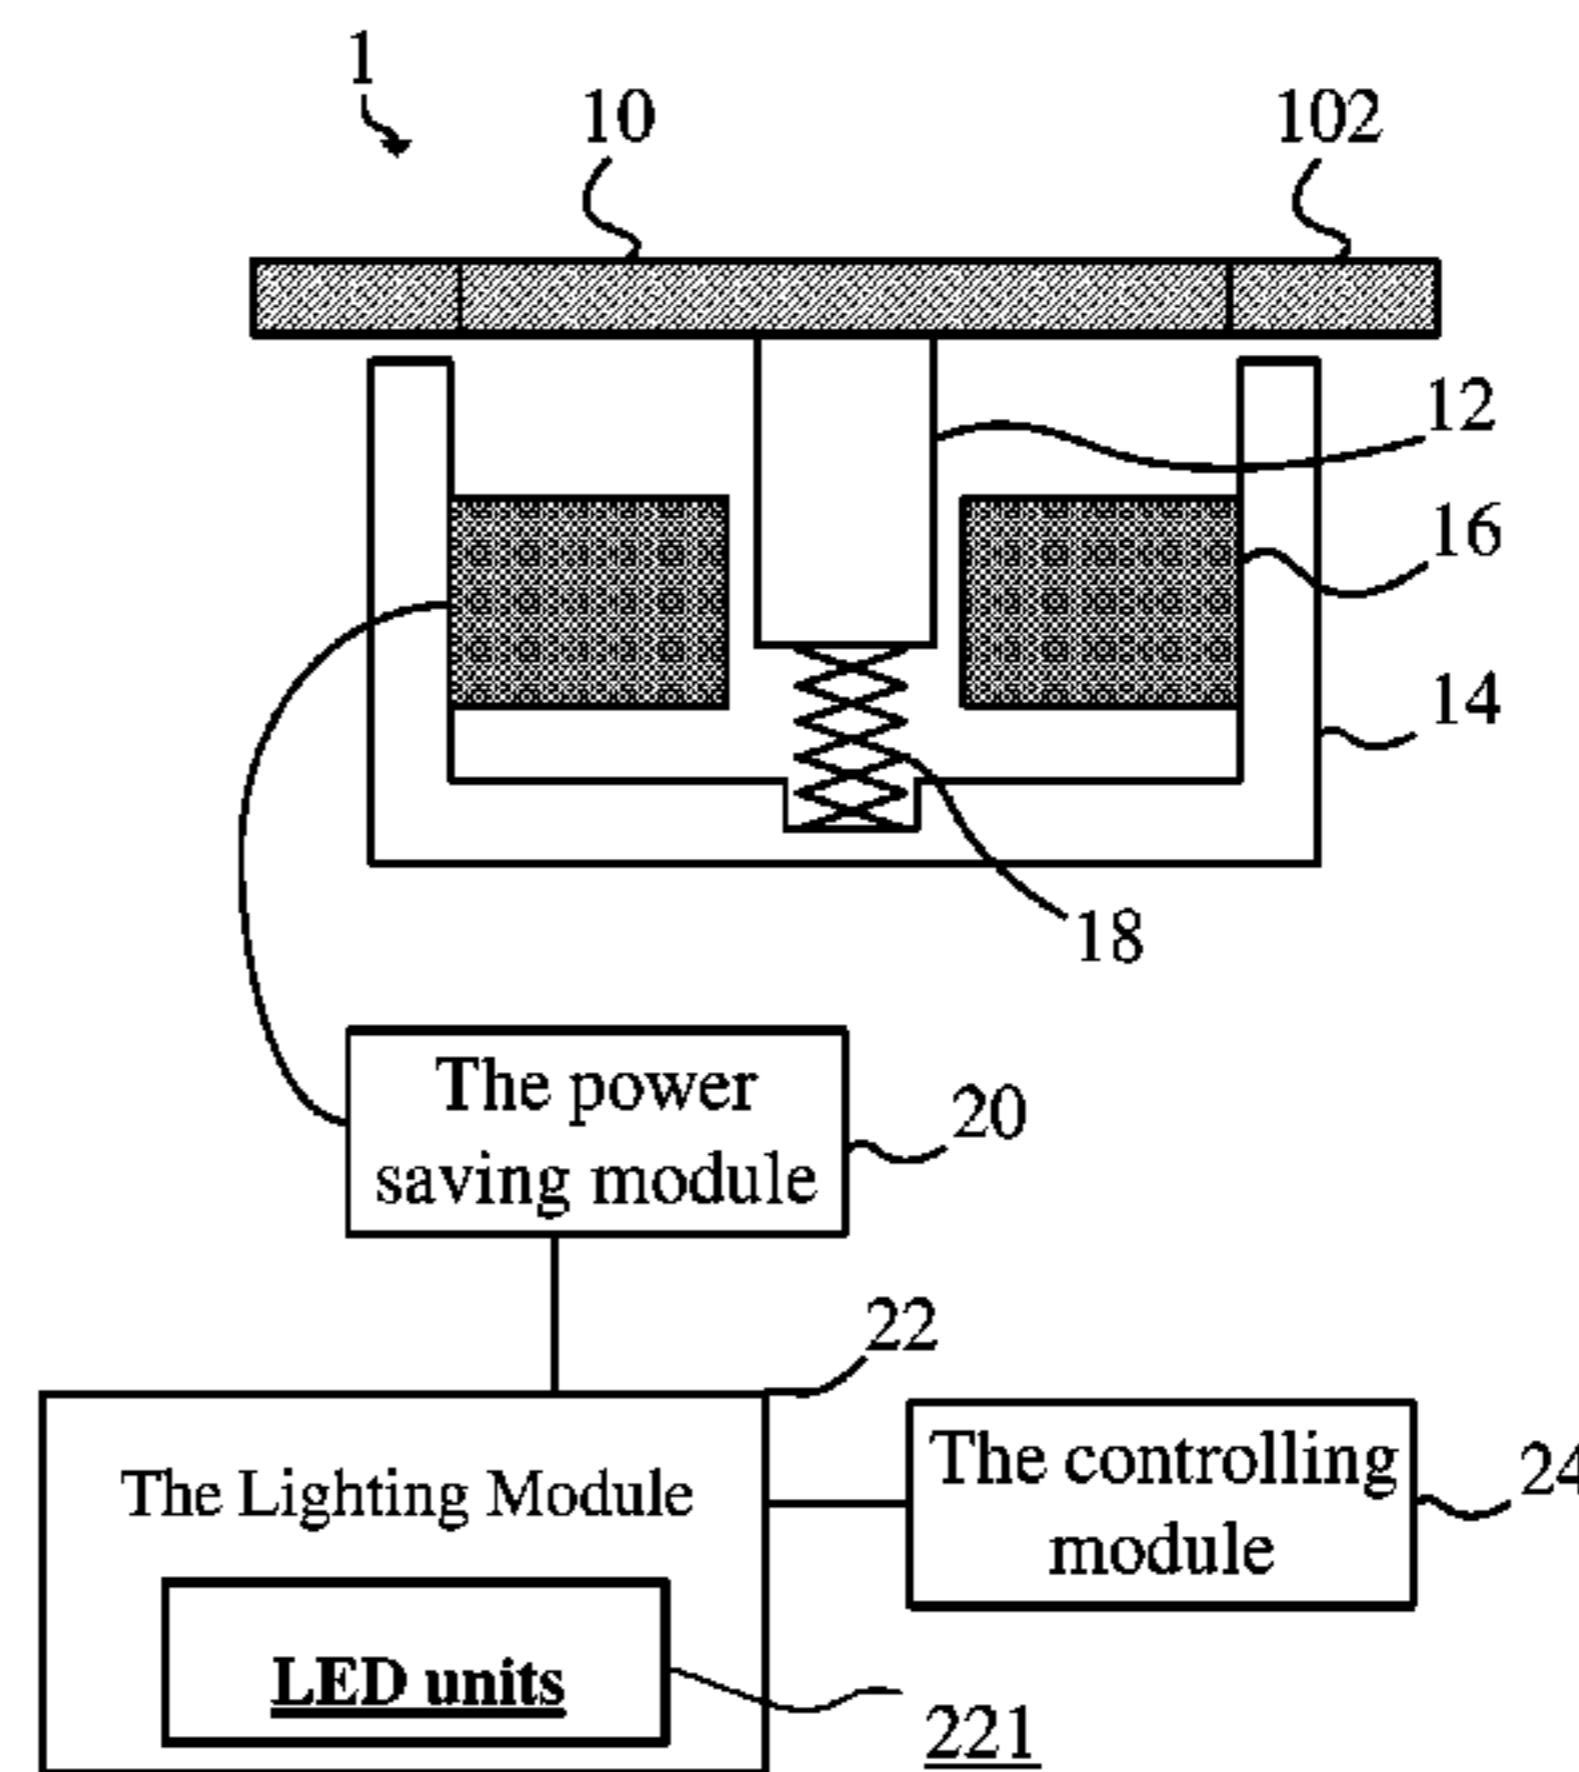 1
10
102
12
16
14
18
The power
saving module
20
22
The Lighting Module
The controlling
module
24
LED units
221